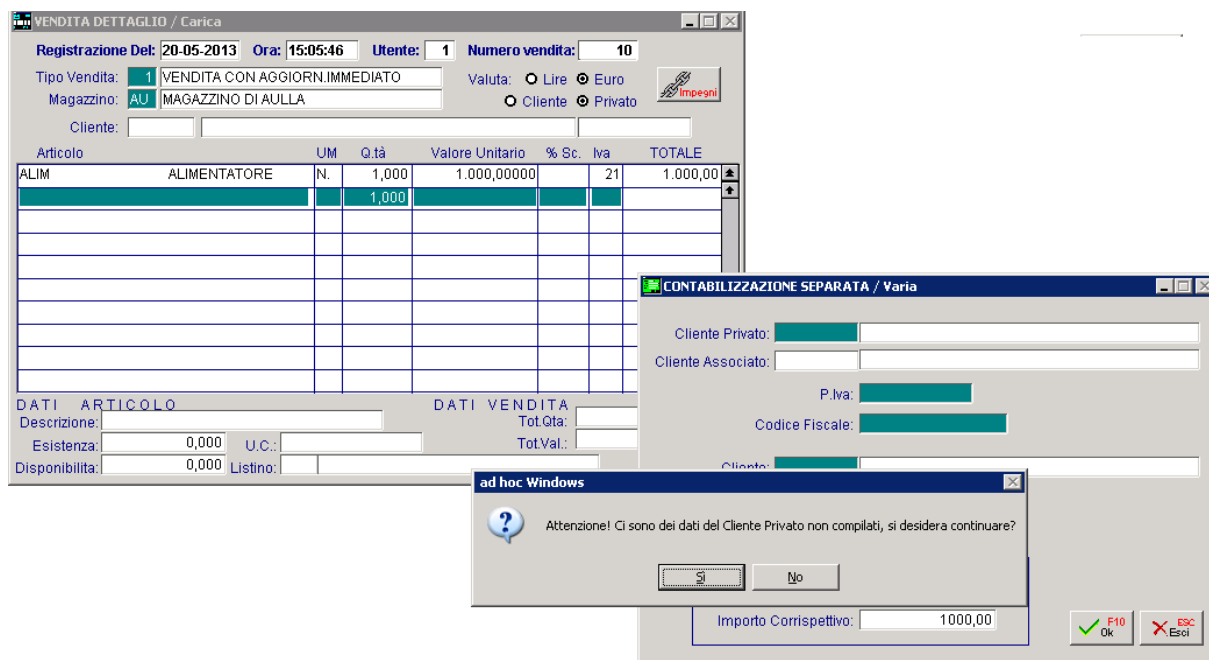 VENDITA DETTAGLIO / Carica
Registrazione Del: 20-05-2013 Ora: 15:05:46 Utente: 1 Numero vendita: 10
Tipo Vendita: 1 VENDITA CON AGGIORN.IMMEDIATO Valuta: Lire Euro
Impegni
Magazzino: AU MAGAZZINO DI AULLA Cliente Privato
Cliente:
Articolo UM Q.tà Valore Unitario % Sc. Iva TOTALE
ALIM ALIMENTATORE N. 1,000 1.000,00000 21 1.000,00
1,000
DATI ARTICOLO DATI VENDITA
Descrizione: Tot.Qta:
Esistenza: 0,000 U.C.: Tot.Val.:
Disponibilita: 0,000 Listino:
CONTABILIZZAZIONE SEPARATA / Varia
Cliente Privato:
Cliente Associato:
P.Iva:
Codice Fiscale:
Cliente:
ad hoc Windows
Attenzione! Ci sono dei dati del Cliente Privato non compilati, si desidera continuare?
Sì No
Importo Corrispettivo: 1000,00
F10 Ok ESC Esci